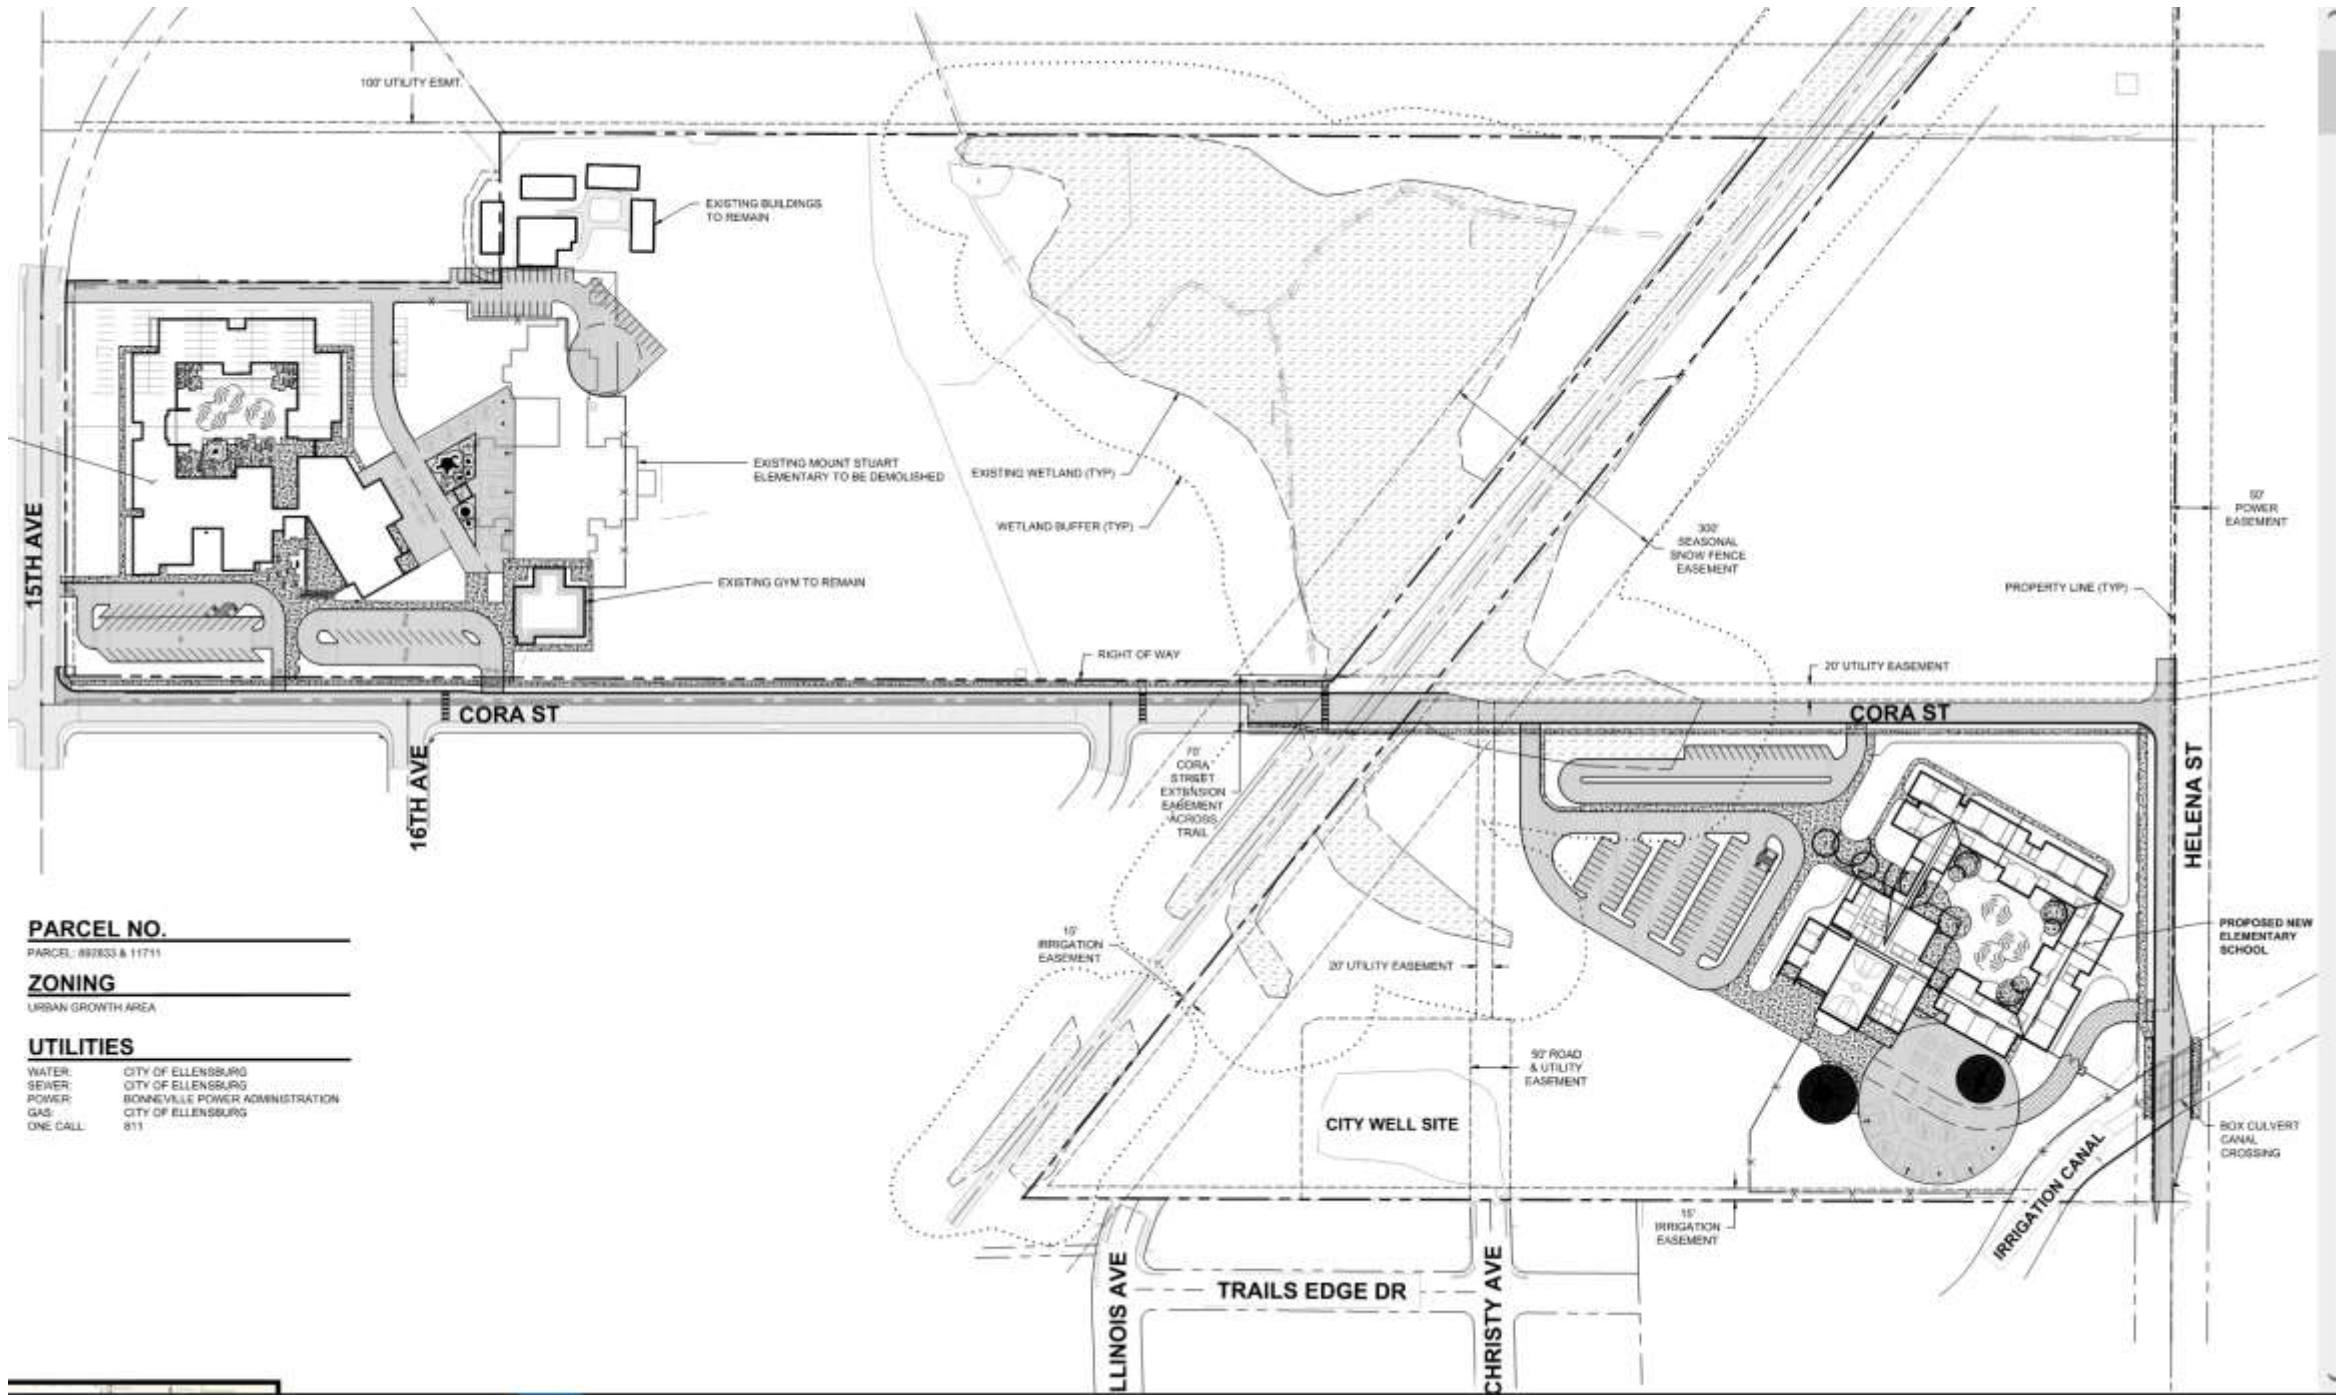 100' UTILITY ESMT.
EXISTING BUILDINGS
TO REMAIN
EXISTING MOUNT STUART
ELEMENTARY TO BE DEMOLISHED
EXISTING WETLAND (TYP)
WETLAND BUFFER (TYP)
300'
SEASONAL
SNOW FENCE
EASEMENT
50'
POWER
EASEMENT
15TH AVE
EXISTING GYM TO REMAIN
PROPERTY LINE (TYP)
RIGHT OF WAY
20' UTILITY EASEMENT
CORA ST
CORA ST
16TH AVE
70'
CORA
STREET
EXTENSION
EASEMENT
ACROSS
TRAIL
HELENA ST
PARCEL NO.
PARCEL: 892833 & 11711
ZONING
URBAN GROWTH AREA
UTILITIES
WATER: CITY OF ELLENSBURG
SEWER: CITY OF ELLENSBURG
POWER: BONNEVILLE POWER ADMINISTRATION
GAS: CITY OF ELLENSBURG
ONE CALL: 811
15'
IRRIGATION
EASEMENT
20' UTILITY EASEMENT
PROPOSED NEW
ELEMENTARY
SCHOOL
50' ROAD
& UTILITY
EASEMENT
CITY WELL SITE
BOX CULVERT
CANAL
CROSSING
IRRIGATION CANAL
15'
IRRIGATION
EASEMENT
LLINOIS AVE
TRAILS EDGE DR
CHRISTY AVE